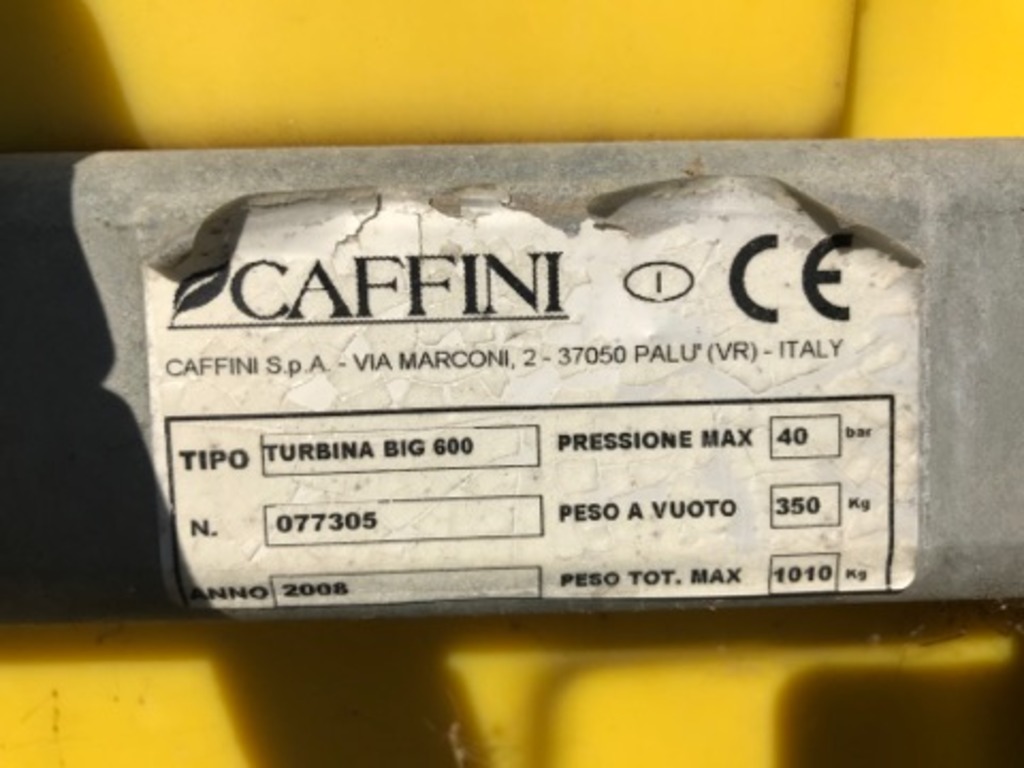 CAFFINI I CE
CAFFINI S.p.A. - VIA MARCONI, 2 - 37050 PALU' (VR) - ITALY
TIPO TURBINA BIG 600 PRESSIONE MAX 40 bar
N. 077305 PESO A VUOTO 350 Kg
ANNO 2008 PESO TOT. MAX 1010 Kg